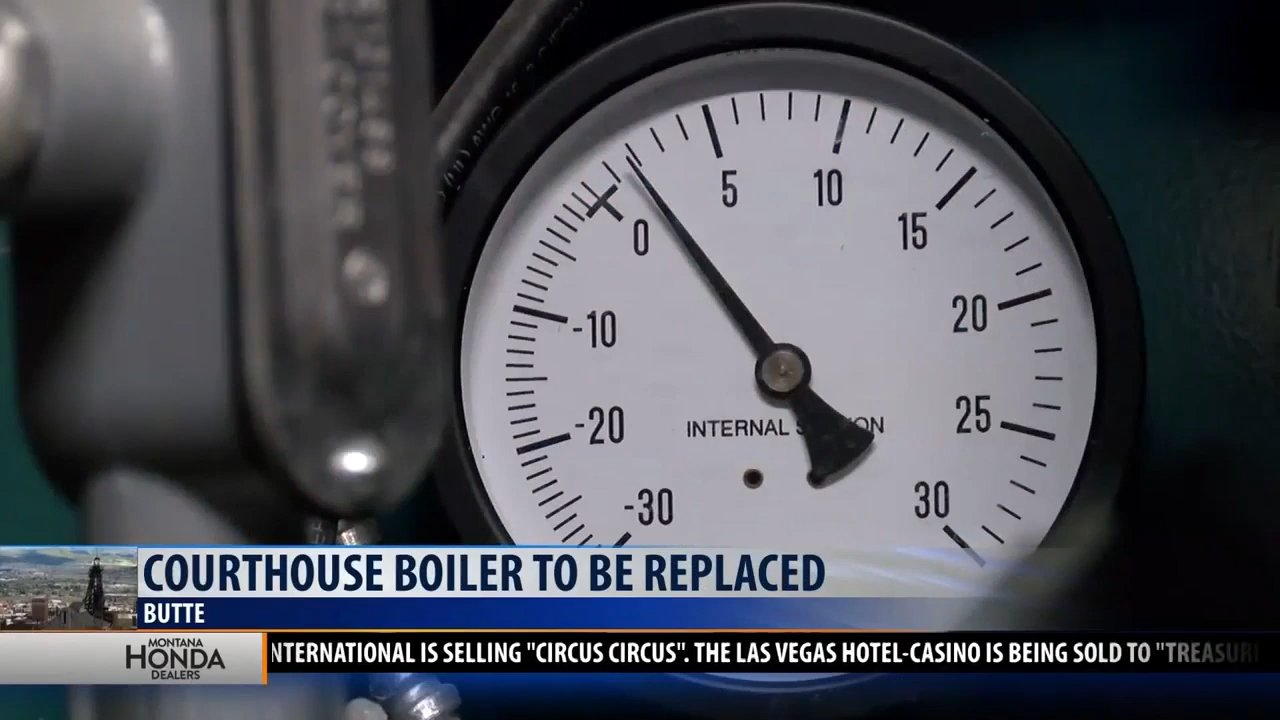 5
10
0
15
-10
20
-20
25
INTERNAL
-30
30
COURTHOUSE BOILER TO BE REPLACED
BUTTE
MONTANA
HONDA
DEALERS
NTERNATIONAL IS SELLING "CIRCUS CIRCUS". THE LAS VEGAS HOTEL-CASINO IS BEING SOLD TO "TREASUR